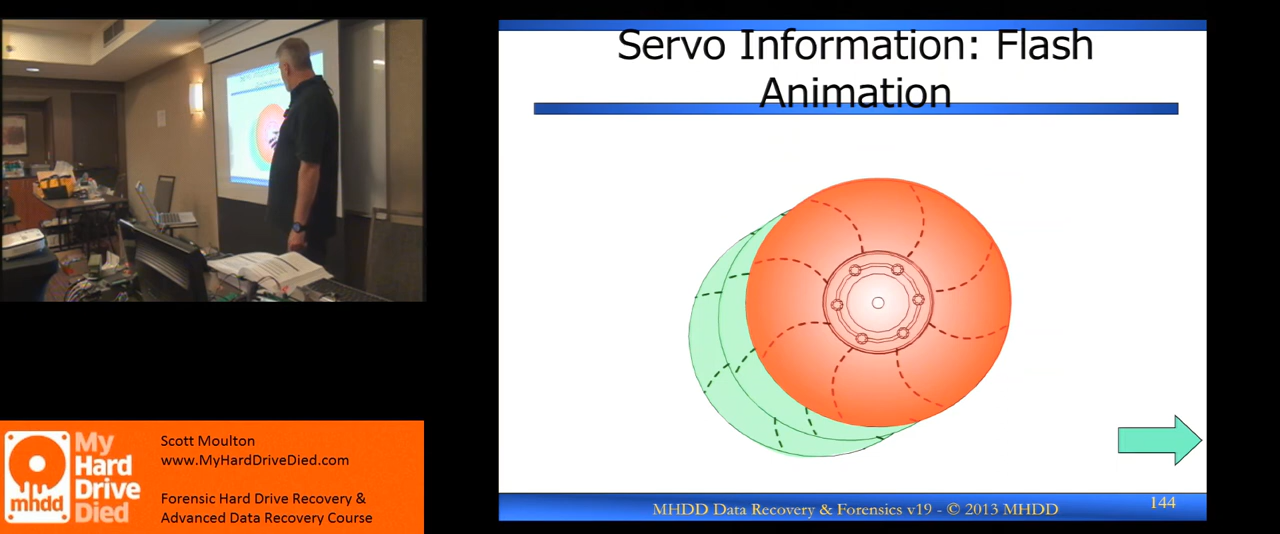 Servo Information: Flash
Animation
My
Hard
Drive
Died
mhdd
Scott Moulton
www.MyHardDriveDied.com
Forensic Hard Drive Recovery &
Advanced Data Recovery Course
MHDD Data Recovery & Forensics v19 - © 2013 MHDD
144